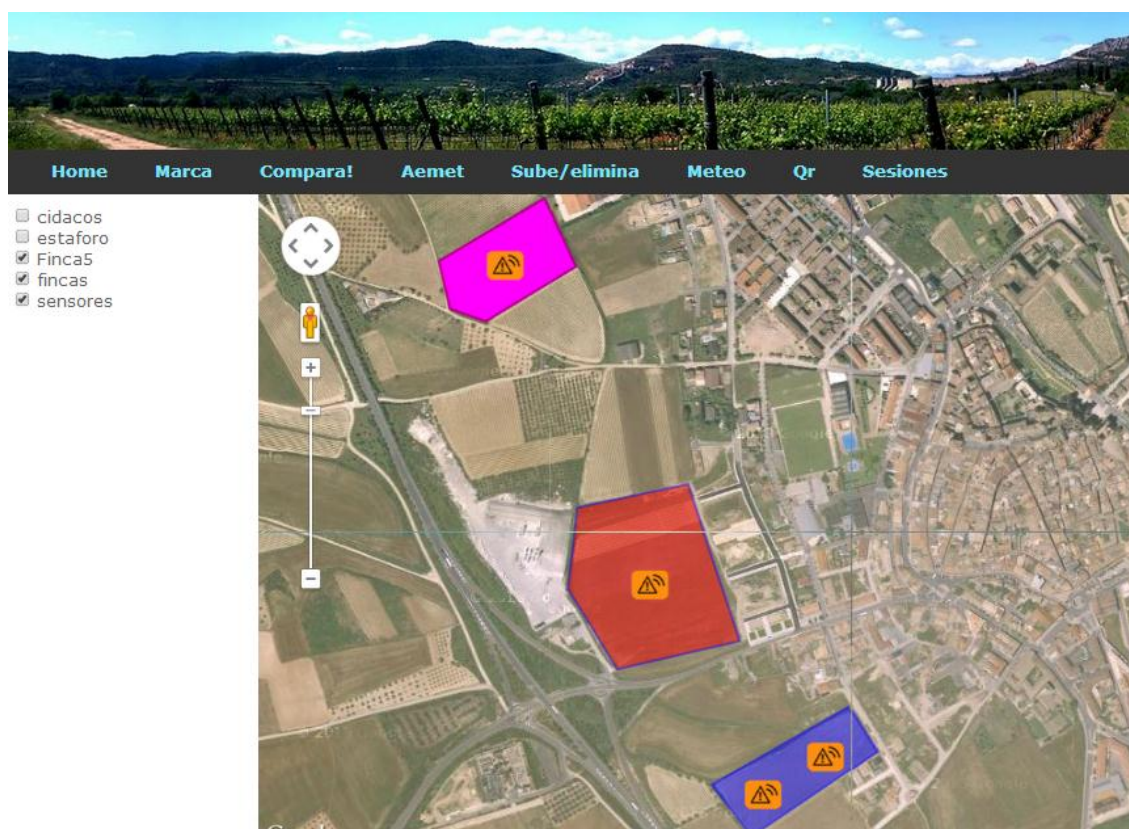 Home Marca Compara! Aemet Sube/elimina Meteo Qr Sesiones
cidacos
estaforo
Finca5
fincas
sensores